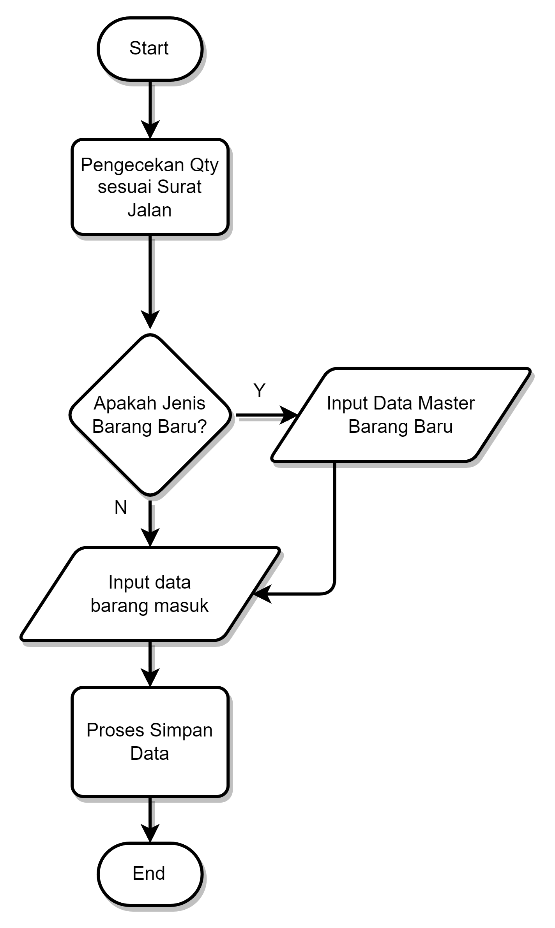 Start
Pengecekan Qty
sesuai Surat
Jalan
Apakah Jenis
Barang Baru?
Y
Input Data Master
Barang Baru
N
Input data
barang masuk
Proses Simpan
Data
End